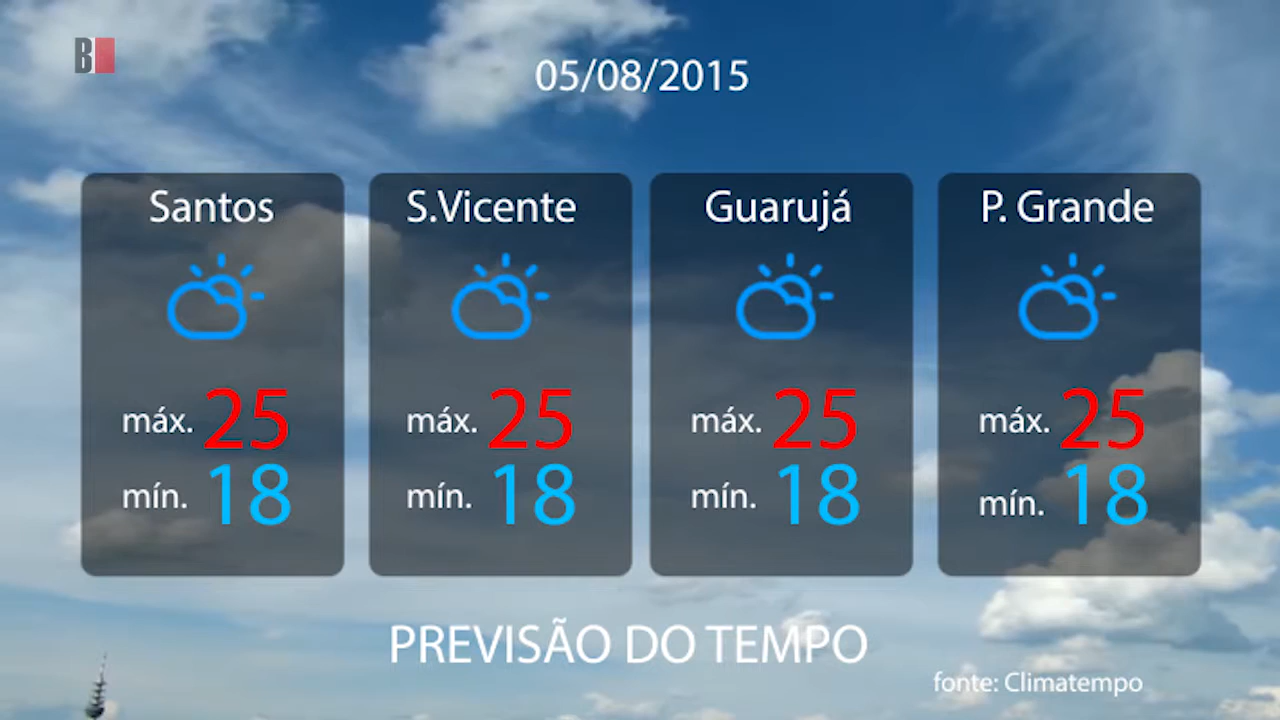 B
05/08/2015
Santos
máx. 25
mín. 18
S.Vicente
máx. 25
mín. 18
Guarujá
máx. 25
mín. 18
P. Grande
máx. 25
mín. 18
PREVISÃO DO TEMPO
fonte: Climatempo